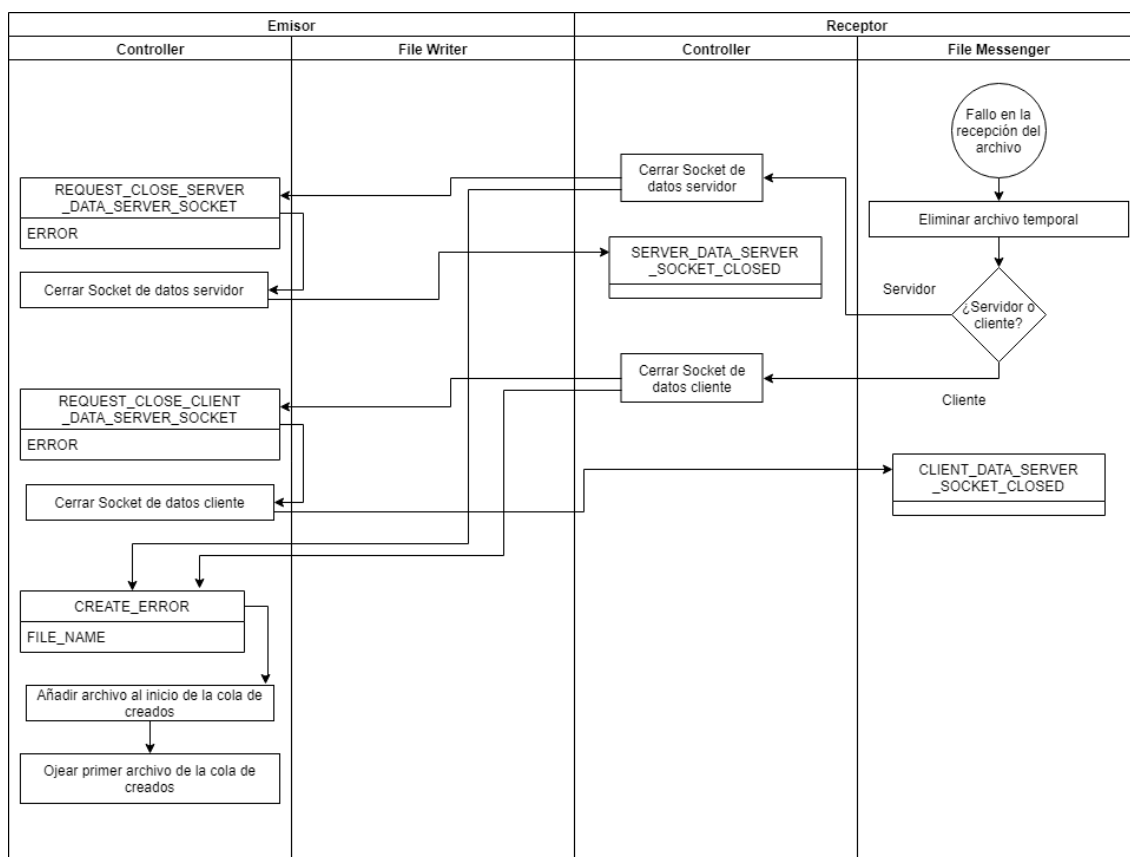 Emisor
Receptor
Controller
File Writer
Controller
File Messenger
Fallo en la
recepción del
archivo
Cerrar Socket de
datos servidor
REQUEST_CLOSE_SERVER
_DATA_SERVER_SOCKET
ERROR
Eliminar archivo temporal
SERVER_DATA_SERVER
_SOCKET_CLOSED
Cerrar Socket de datos servidor
Servidor
¿Servidor o
cliente?
Cerrar Socket de
datos cliente
REQUEST_CLOSE_CLIENT
_DATA_SERVER_SOCKET
ERROR
Cliente
CLIENT_DATA_SERVER
_SOCKET_CLOSED
Cerrar Socket de datos cliente
CREATE_ERROR
FILE_NAME
Añadir archivo al inicio de la cola de
creados
Ojear primer archivo de la cola de
creados